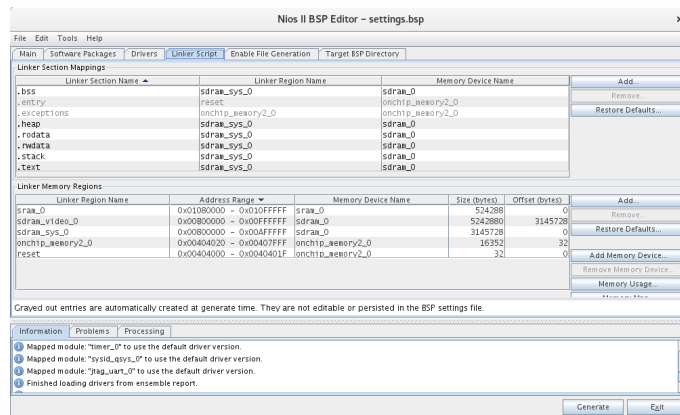 Nios II BSP Editor – settings.bsp
File Edit Tools Help
Main Software Packages Drivers Linker Script Enable File Generation Target BSP Directory
Linker Section Mappings
Linker Section Name Linker Region Name Memory Device Name
.bss sdram_sys_0 sdram_0
.entry reset onchip_memory2_0
.exceptions onchip_memory2_0 onchip_memory2_0
.heap sdram_sys_0 sdram_0
.rodata sdram_sys_0 sdram_0
.rwdata sdram_sys_0 sdram_0
.stack sdram_sys_0 sdram_0
.text sdram_sys_0 sdram_0
Add...
Remove...
Restore Defaults...
Linker Memory Regions
Linker Region Name Address Range Memory Device Name Size (bytes) Offset (bytes)
sram_0 0x01080000 - 0x010FFFFF sram_0 524288 0
sdram_video_0 0x00B00000 - 0x00FFFFFF sdram_0 5242880 3145728
sdram_sys_0 0x00800000 - 0x00AFFFFF sdram_0 3145728 0
onchip_memory2_0 0x00404020 - 0x00407FFF onchip_memory2_0 16352 32
reset 0x00404000 - 0x0040401F onchip_memory2_0 32 0
Add...
Remove...
Restore Defaults...
Add Memory Device...
Remove Memory Device...
Memory Usage...
Memory Map...
Grayed out entries are automatically created at generate time. They are not editable or persisted in the BSP settings file.
Information Problems Processing
Mapped module: "timer_0" to use the default driver version.
Mapped module: "sysid_qsys_0" to use the default driver version.
Mapped module: "jtag_uart_0" to use the default driver version.
Finished loading drivers from ensemble report.
Generate Exit